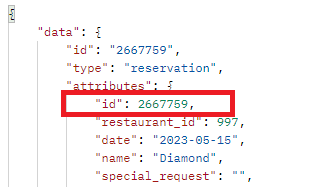 {
"data": {
"id": "2667759",
"type": "reservation",
"attributes": {
"id": 2667759,
"restaurant_id": 997,
"date": "2023-05-15",
"name": "Diamond",
"special_request": "",